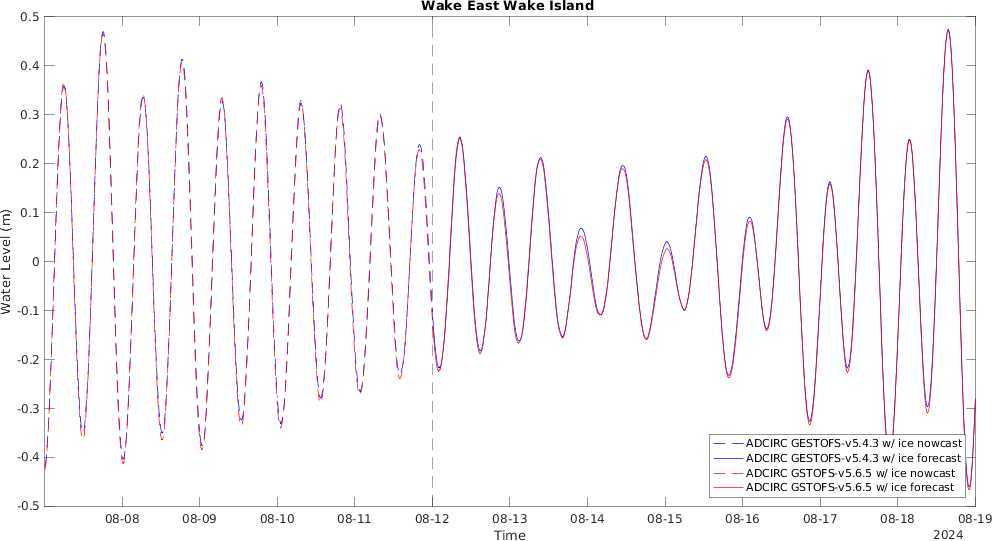 Wake East Wake Island
0.5
0.4
0.3
0.2
0.1
0
-0.1
-0.2
-0.3
-0.4
-0.5
Water Level (m)
ADCIRC GESTOFS-v5.4.3 w/ ice nowcast
ADCIRC GESTOFS-v5.4.3 w/ ice forecast
ADCIRC GSTOFS-v5.6.5 w/ ice nowcast
ADCIRC GSTOFS-v5.6.5 w/ ice forecast
08-08 08-09 08-10 08-11 08-12 08-13 08-14 08-15 08-16 08-17 08-18 08-19
Time
2024